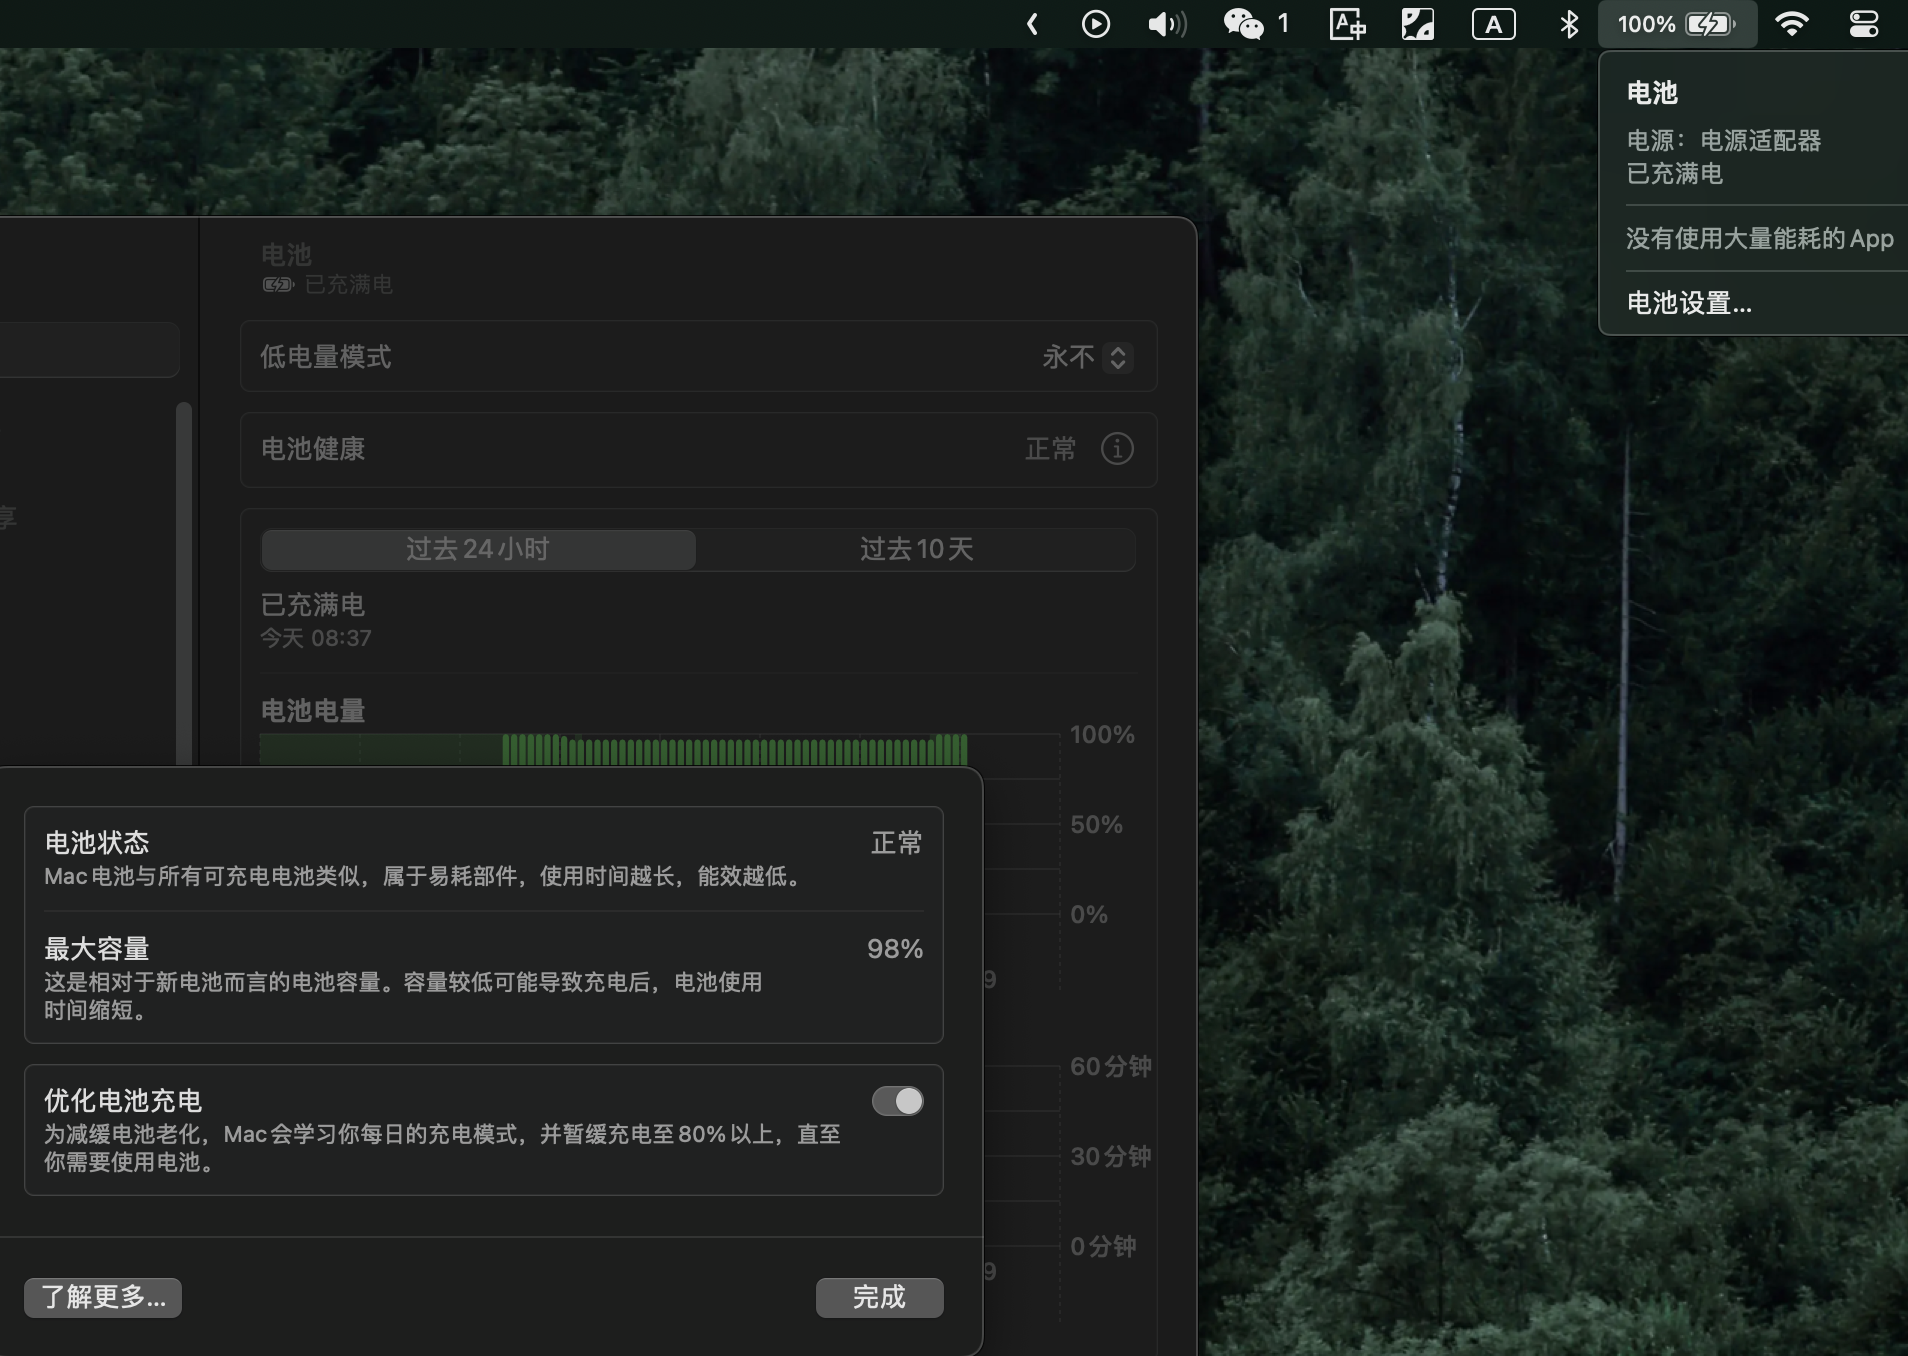 1
A中
A
100%
电池
电源：电源适配器
已充满电
没有使用大量能耗的App
电池设置...
电池
已充满电
低电量模式
永不
电池健康
正常
享
过去24小时
过去10天
已充满电
今天 08:37
电池电量
100%
50%
0%
9
60分钟
30分钟
0分钟
9
电池状态
正常
Mac电池与所有可充电电池类似，属于易耗部件，使用时间越长，能效越低。
最大容量
98%
这是相对于新电池而言的电池容量。容量较低可能导致充电后，电池使用
时间缩短。
优化电池充电
为减缓电池老化，Mac会学习你每日的充电模式，并暂缓充电至80%以上，直至
你需要使用电池。
了解更多...
完成